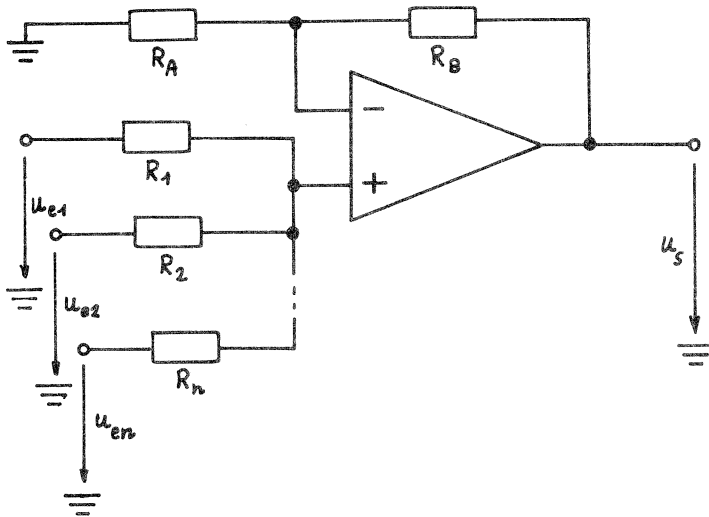 R_A
R_B
−
+
R_1
u_e1
R_2
u_e2
R_n
u_en
u_s